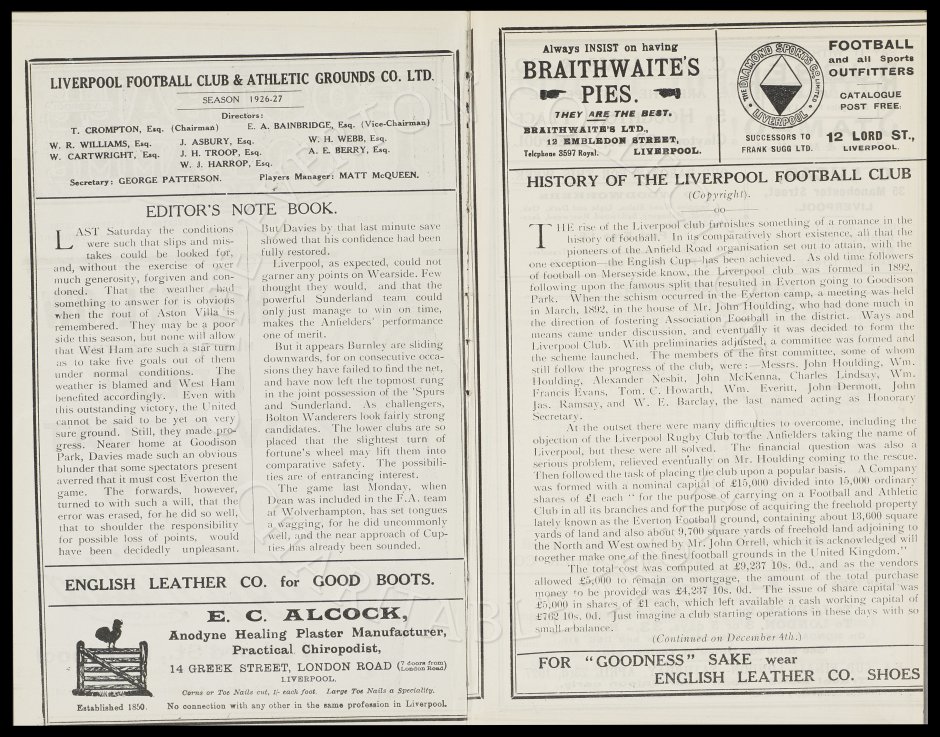 LIVERPOOL FOOTBALL CLUB & ATHLETIC GROUNDS CO. LTD.
SEASON 1926-27
Directors:
T. CROMPTON, Esq. (Chairman) E. A. BAINBRIDGE, Esq. (Vice-Chairman)
W. R. WILLIAMS, Esq. J. ASBURY, Esq. W. H. WEBB, Esq.
W. CARTWRIGHT, Esq. J. H. TROOP, Esq. A. E. BERRY, Esq.
W. J. HARROP, Esq.
Secretary: GEORGE PATTERSON. Players Manager: MATT McQUEEN.
EDITOR'S NOTE BOOK.
LAST Saturday the conditions
were such that slips and mis-
takes could be looked for,
and, without the exercise of over
much generosity, forgiven and con-
doned. That the weather had
something to answer for is obvious
when the rout of Aston Villa is
remembered. They may be a poor
side this season, but none will allow
that West Ham are such a star turn
as to take five goals out of them
under normal conditions. The
weather is blamed and West Ham
benefited accordingly. Even with
this outstanding victory, the United
cannot be said to be yet on very
sure ground. Still, they made pro-
gress. Nearer home at Goodison
Park, Davies made such an obvious
blunder that some spectators present
averred that it must cost Everton the
game. The forwards, however,
turned to with such a will, that the
error was erased, for he did so well,
that to shoulder the responsibility
for possible loss of points, would
have been decidedly unpleasant.
But Davies by that last minute save
showed that his confidence had been
fully restored.
Liverpool, as expected, could not
garner any points on Wearside. Few
thought they would, and that the
powerful Sunderland team could
only just manage to win on time,
makes the Anfielders' performance
one of merit.
But it appears Burnley are sliding
downwards, for on consecutive occa-
sions they have failed to find the net,
and have now left the topmost rung
in the joint possession of the 'Spurs
and Sunderland. As challengers,
Bolton Wanderers look fairly strong
candidates. The lower clubs are so
placed that the slightest turn of
fortune's wheel may lift them into
comparative safety. The possibili-
ties are of entrancing interest.
The game last Monday, when
Dean was included in the F.A. team
at Wolverhampton, has set tongues
a wagging, for he did uncommonly
well, and the near approach of Cup-
ties has already been sounded.
ENGLISH LEATHER CO. for GOOD BOOTS.
E. C. ALCOCK,
Anodyne Healing Plaster Manufacturer,
Practical Chiropodist,
14 GREEK STREET, LONDON ROAD (7 doors from London Road)
LIVERPOOL.
Corns or Toe Nails cut, 1/- each foot. Large Toe Nails a Speciality.
Established 1850. No connection with any other in the same profession in Liverpool.
Always INSIST on having
BRAITHWAITE'S
PIES.
THEY ARE THE BEST.
BRAITHWAITE'S LTD.,
12 EMBLEDON STREET,
Telephone 3597 Royal. LIVERPOOL.
THE DIAMOND SPORTS CO. LIMITED
LIVERPOOL
SUCCESSORS TO
FRANK SUGG LTD.
FOOTBALL
and all Sports
OUTFITTERS
CATALOGUE
POST FREE.
12 LORD ST.,
LIVERPOOL.
HISTORY OF THE LIVERPOOL FOOTBALL CLUB
(Copyright).
THE rise of the Liverpool club furnishes something of a romance in the
history of football. In its comparatively short existence, all that the
pioneers of the Anfield Road organisation set out to attain, with the
one exception—the English Cup—has been achieved. As old time followers
of football on Merseyside know, the Liverpool club was formed in 1892,
following upon the famous split that resulted in Everton going to Goodison
Park. When the schism occurred in the Everton camp, a meeting was held
in March, 1892, in the house of Mr. John Houlding, who had done much in
the direction of fostering Association Football in the district. Ways and
means came under discussion, and eventually it was decided to form the
Liverpool Club. With preliminaries adjusted, a committee was formed and
the scheme launched. The members of the first committee, some of whom
still follow the progress of the club, were:—Messrs. John Houlding, Wm.
Houlding, Alexander Nesbit, John McKenna, Charles Lindsay, Wm.
Francis Evans, Tom. C. Howarth, Wm. Everitt, John Dermott, John
Jas. Ramsay, and W. E. Barclay, the last named acting as Honorary
Secretary.
At the outset there were many difficulties to overcome, including the
objection of the Liverpool Rugby Club to the Anfielders taking the name of
Liverpool, but these were all solved. The financial question was also a
serious problem, relieved eventually on Mr. Houlding coming to the rescue.
Then followed the task of placing the club upon a popular basis. A Company
was formed with a nominal capital of £15,000 divided into 15,000 ordinary
shares of £1 each "for the purpose of carrying on a Football and Athletic
Club in all its branches and for the purpose of acquiring the freehold property
lately known as the Everton Football ground, containing about 13,600 square
yards of land and also about 9,700 square yards of freehold land adjoining to
the North and West owned by Mr. John Orrell, which it is acknowledged will
together make one of the finest football grounds in the United Kingdom."
The total cost was computed at £9,237 10s. 0d., and as the vendors
allowed £5,000 to remain on mortgage, the amount of the total purchase
money to be provided was £4,237 10s. 0d. The issue of share capital was
£5,000 in shares of £1 each, which left available a cash working capital of
£762 10s. 0d. Just imagine a club starting operations in these days with so
small a balance.
(Continued on December 4th.)
FOR "GOODNESS" SAKE wear
ENGLISH LEATHER CO. SHOES